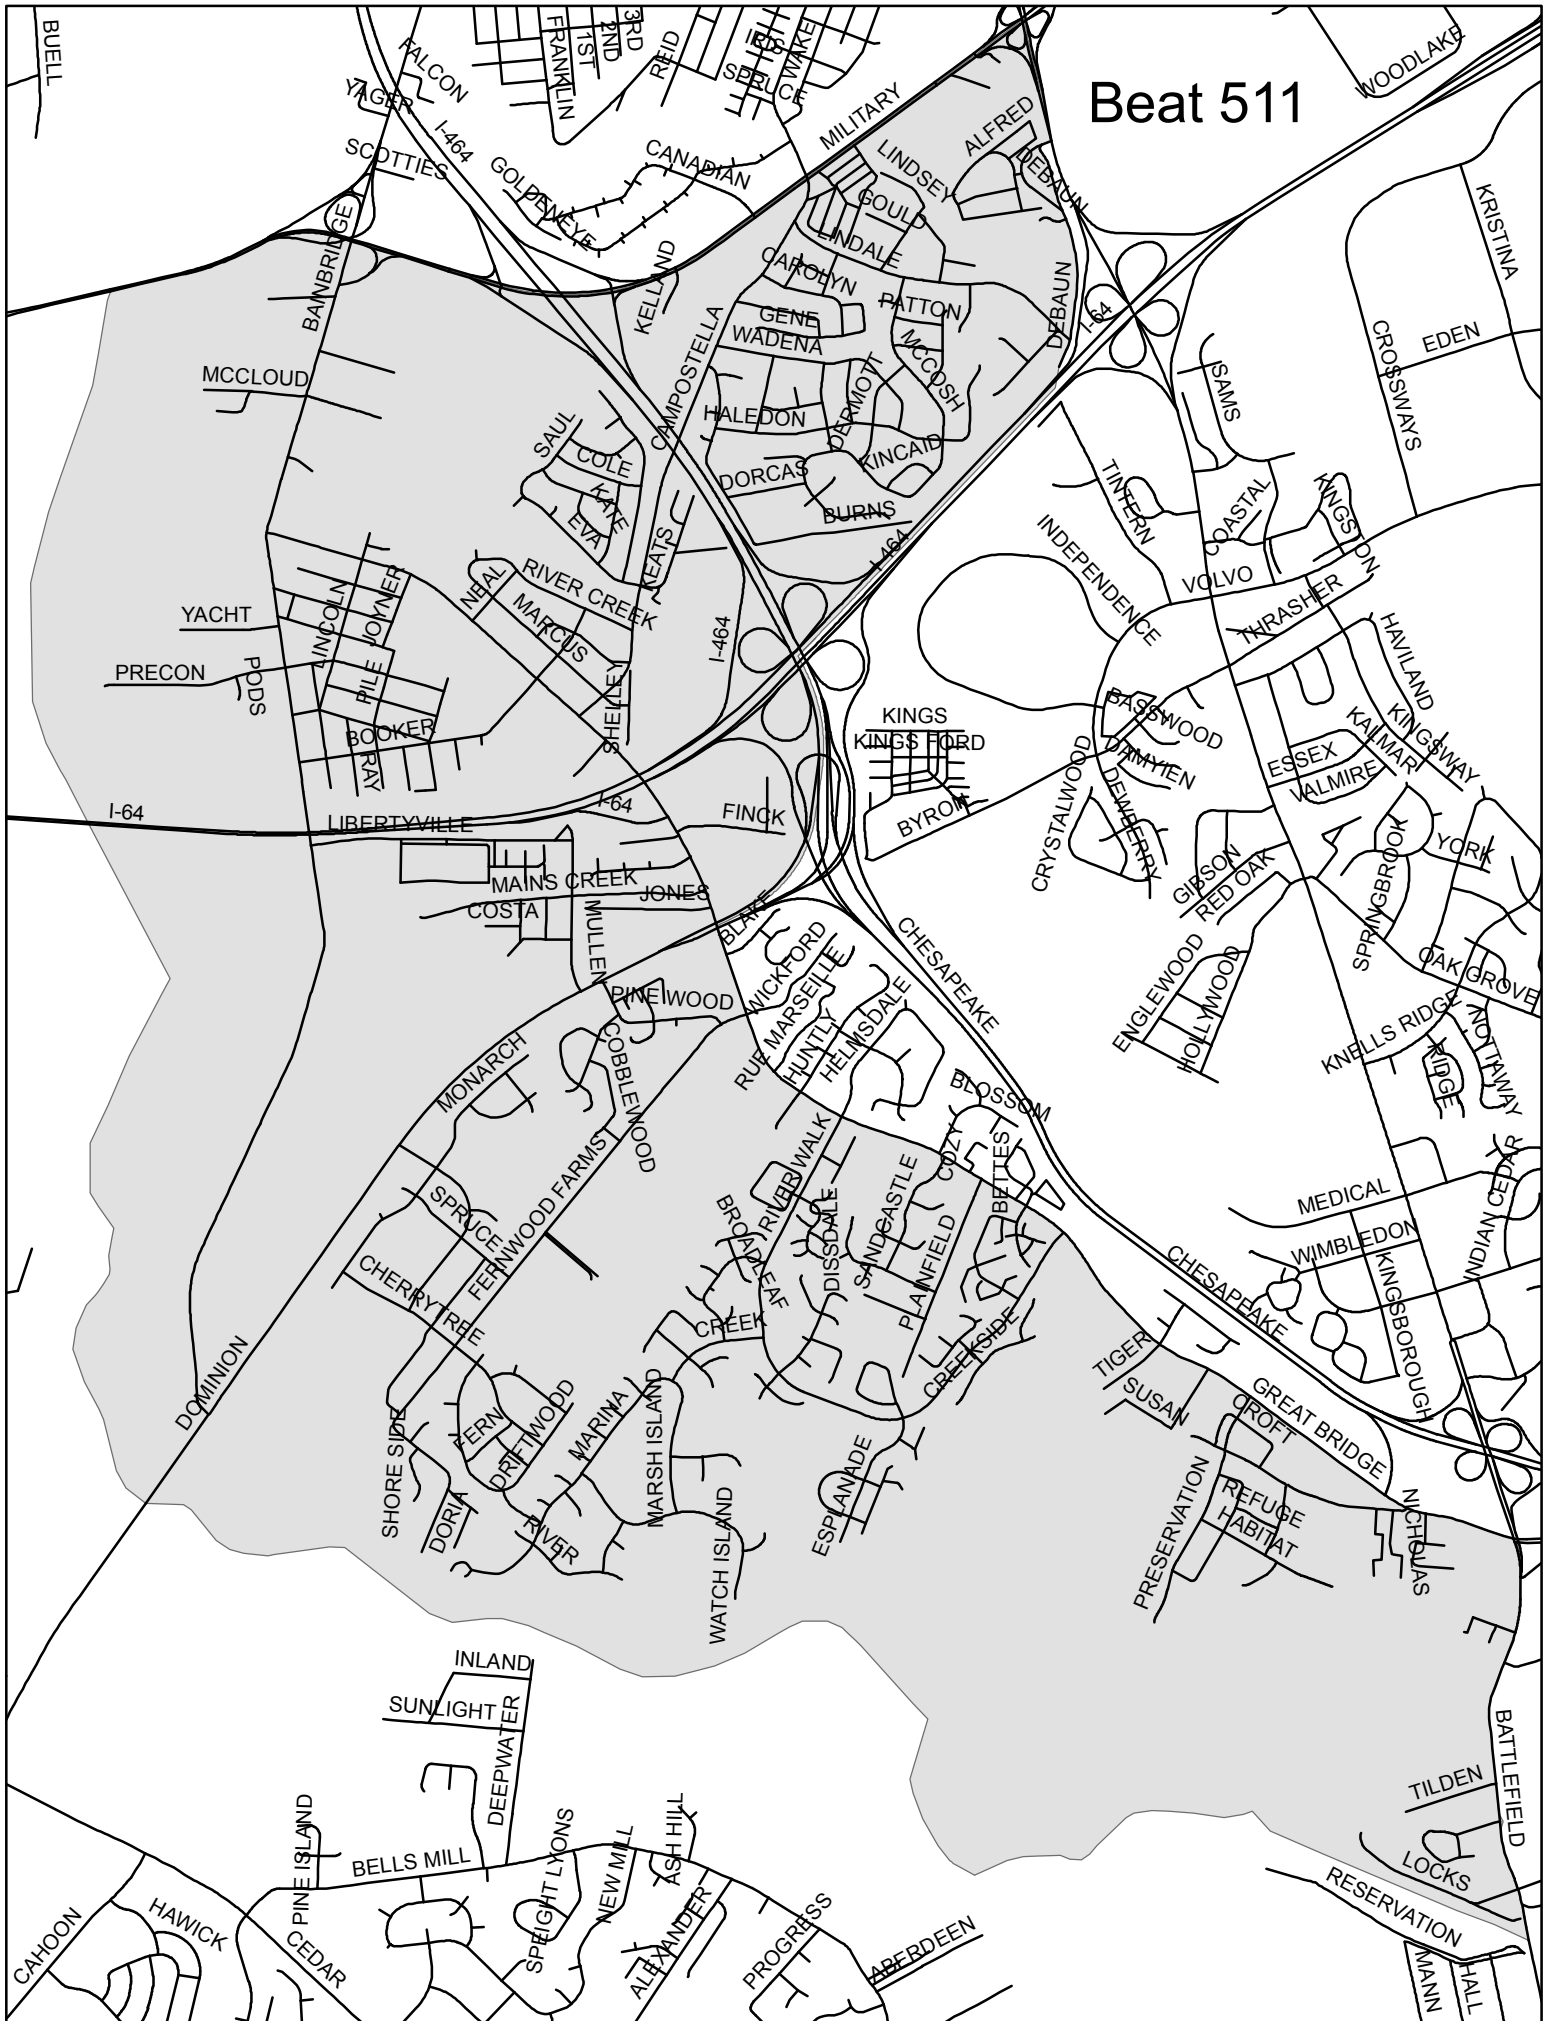 Beat 511
BUELL
FALCON
YAGER
SCOTTIES
I-464
FRANKLIN
1ST
2ND
3RD
REID
IRIS
SPRUCE
WAKE
MILITARY
CANADIAN
GOLDENEYE
WOODLAKE
ALFRED
LINDSEY
DEBAUN
GOULD
LINDALE
KRISTINA
BAINBRIDGE
KELLAND
CAROLYN
PATTON
DEBAUN
I-64
GENE
WADENA
CAMPOSTELLA
MCCOSH
DERMOTT
CROSSWAYS
EDEN
MCCLOUD
ISAMS
SAUL
COLE
HALEDON
KINCAID
DORCAS
KATE
EVA
BURNS
I-464
TINTERN
COASTAL
KINGSTON
INDEPENDENCE
KEATS
NEAL
RIVER CREEK
MARCUS
VOLVO
THRASHER
YACHT
LINCOLN
JOYNER
I-464
HAVILAND
PRECON
PODS
PILE
SHELLEY
BASSWOOD
KINGS
KINGS FORD
BOOKER
RAY
CRYSTALWOOD
DAMYIEN
DEWBERRY
ESSEX
KALMAR
KINGSWAY
VALMIRE
I-64
I-64
LIBERTYVILLE
FINCK
BYRON
SPRINGBROOK
YORK
GIBSON
RED OAK
MAINS CREEK
JONES
COSTA
MULLEN
BLAKE
WICKFORD
CHESAPEAKE
ENGLEWOOD
HOLLYWOOD
OAK GROVE
PINEWOOD
RUE MARSEILLE
HUNTLY
HELMSDALE
KNELLS RIDGE
NOTTAWAY
RIDGE
MONARCH
COBBLEWOOD
BLOSSOM
FERNWOOD FARMS
RIVER WALK
COZY
BETTES
SPRUCE
BROADLEAF
DISSDALE
SANDCASTLE
PLAINFIELD
MEDICAL
INDIAN CEDAR
WIMBLEDON
KINGSBOROUGH
CHERRYTREE
CREEK
CREEKSIDE
CHESAPEAKE
DOMINION
TIGER
SUSAN
GREAT BRIDGE
CROFT
SHORE SIDE
FERN
DRIFTWOOD
MARINA
MARSH ISLAND
ESPLANADE
DORIA
RIVER
WATCH ISLAND
PRESERVATION
REFUGE
HABITAT
NICHOLAS
INLAND
SUNLIGHT
DEEPWATER
BATTLEFIELD
TILDEN
LOCKS
RESERVATION
PINE ISLAND
BELLS MILL
SPEIGHT LYONS
NEW MILL
ASH HILL
CAHOON
HAWICK
CEDAR
ALEXANDER
PROGRESS
ABERDEEN
MANN
HALL